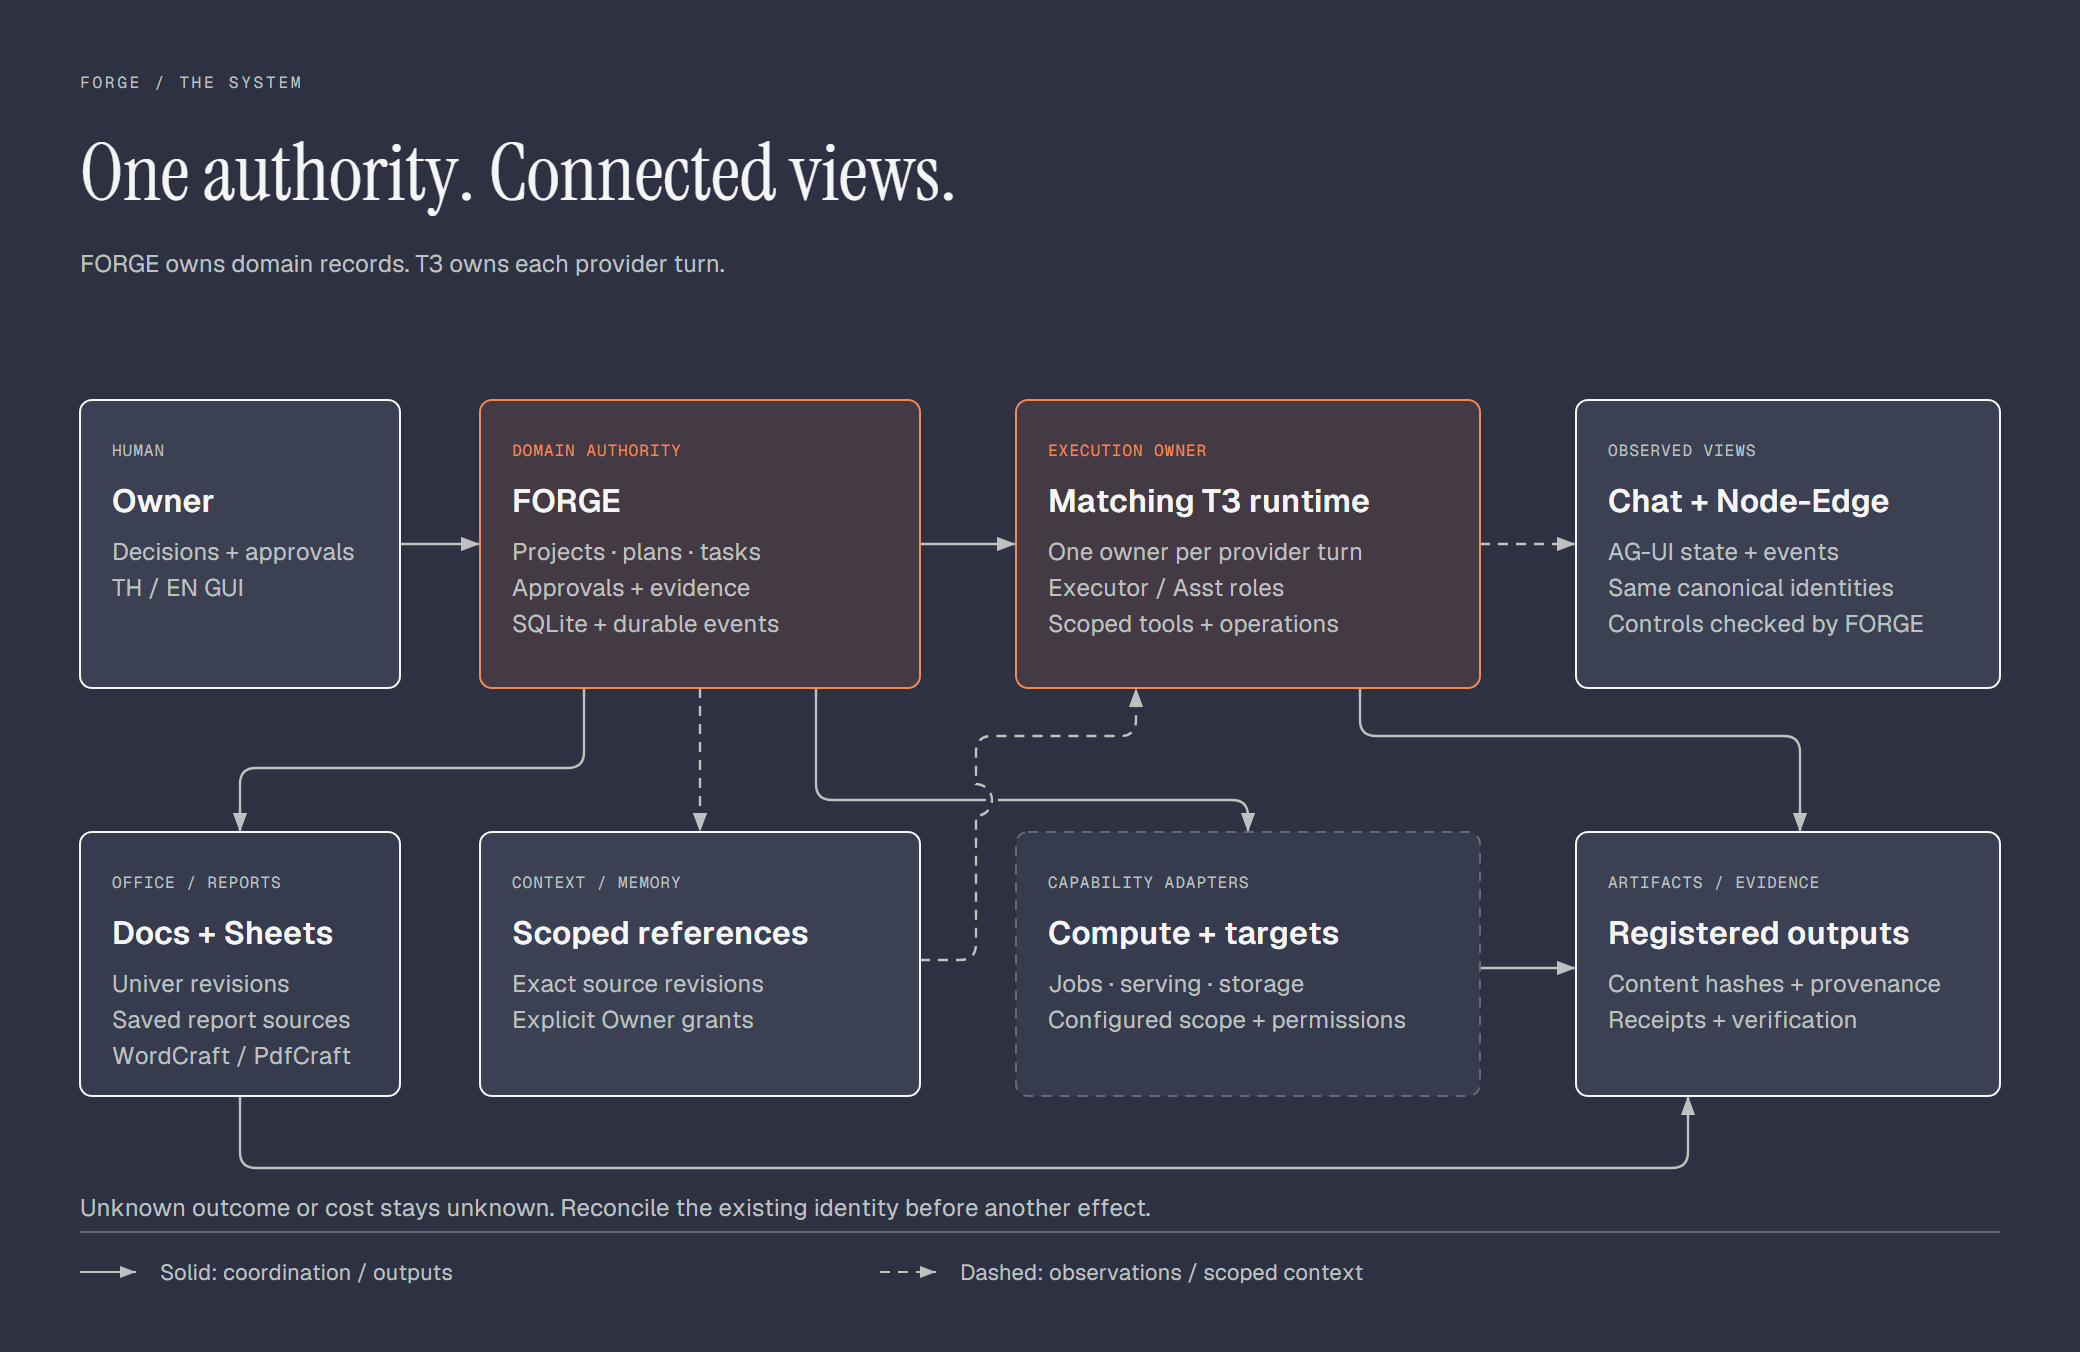 FORGE / THE SYSTEM
One authority. Connected views.
FORGE owns domain records. T3 owns each provider turn.
HUMAN
Owner
Decisions + approvals
TH / EN GUI
DOMAIN AUTHORITY
FORGE
Projects · plans · tasks
Approvals + evidence
SQLite + durable events
EXECUTION OWNER
Matching T3 runtime
One owner per provider turn
Executor / Asst roles
Scoped tools + operations
OBSERVED VIEWS
Chat + Node-Edge
AG-UI state + events
Same canonical identities
Controls checked by FORGE
OFFICE / REPORTS
Docs + Sheets
Univer revisions
Saved report sources
WordCraft / PdfCraft
CONTEXT / MEMORY
Scoped references
Exact source revisions
Explicit Owner grants
CAPABILITY ADAPTERS
Compute + targets
Jobs · serving · storage
Configured scope + permissions
ARTIFACTS / EVIDENCE
Registered outputs
Content hashes + provenance
Receipts + verification
Unknown outcome or cost stays unknown. Reconcile the existing identity before another effect.
Solid: coordination / outputs
Dashed: observations / scoped context